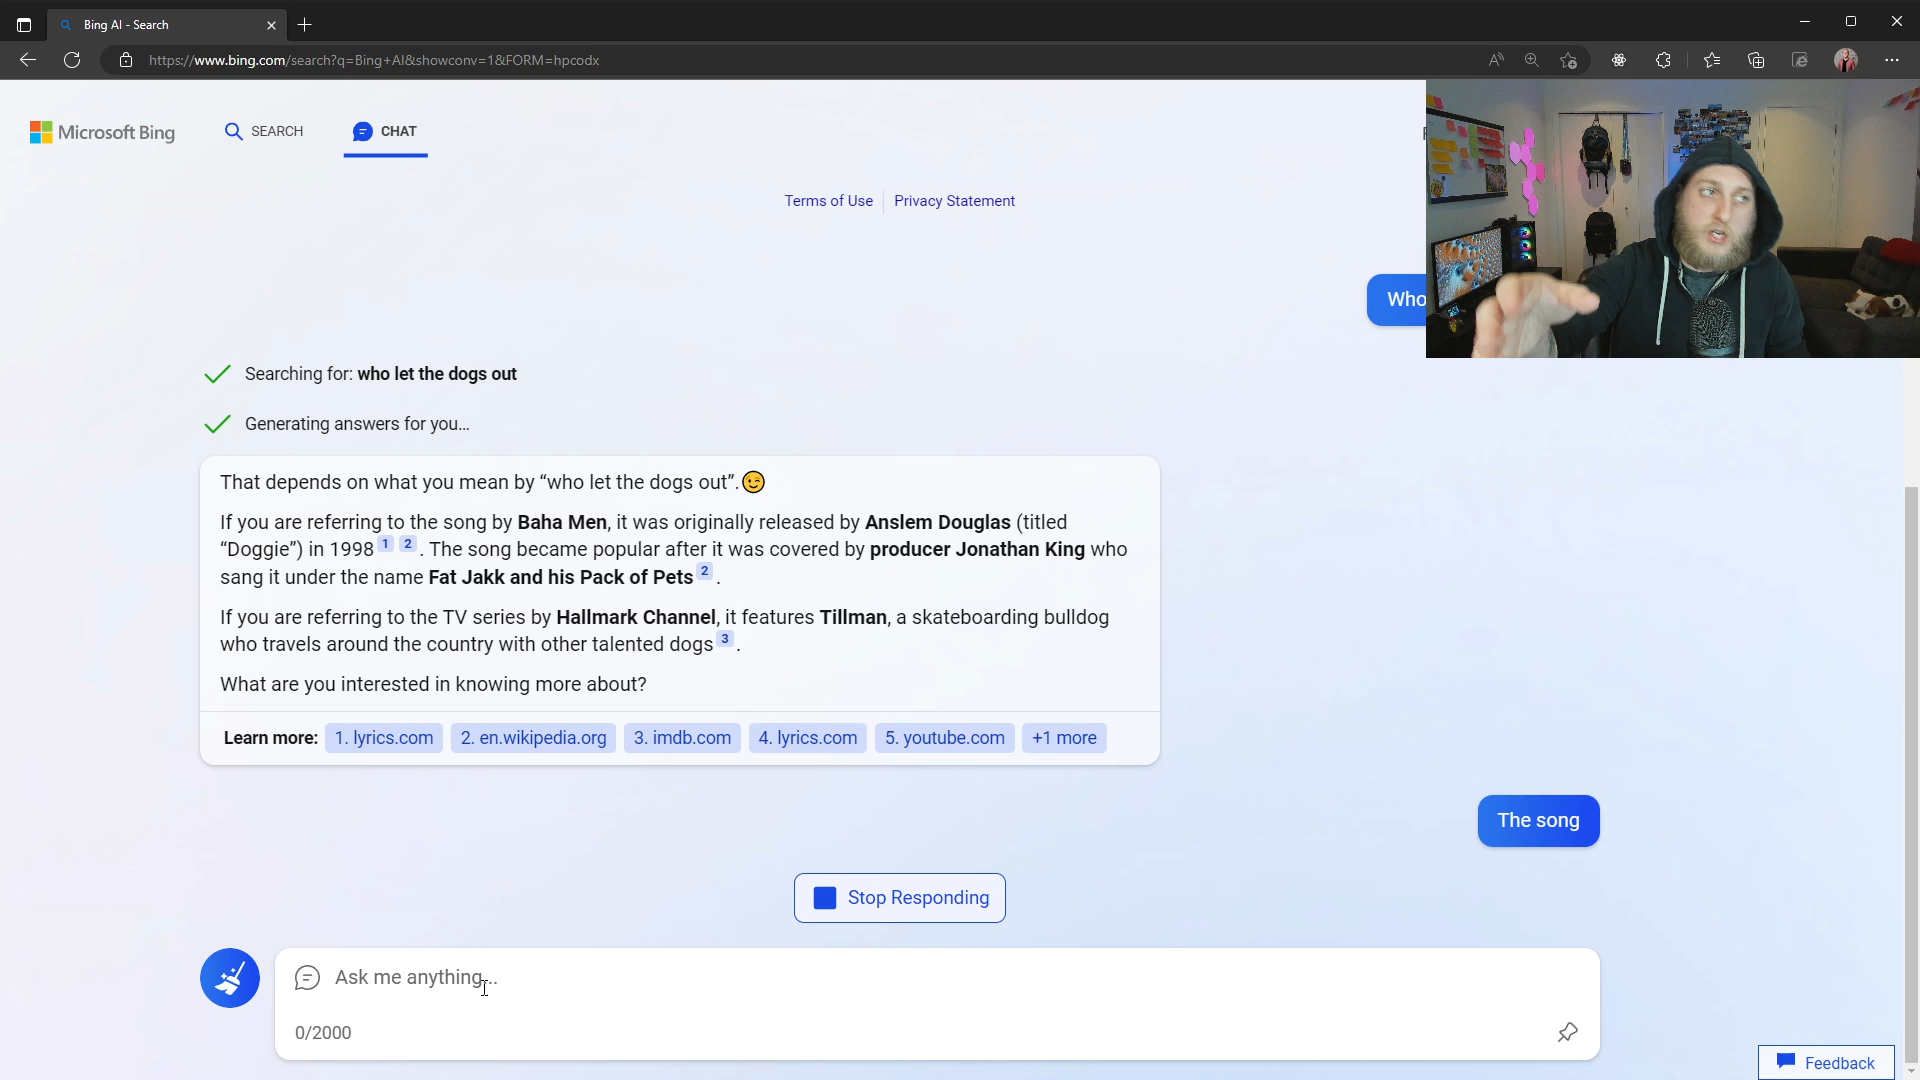 Bing AI - Search
https://www.bing.com/search?q=Bing+AI&showconv=1&FORM=hpcodx
Microsoft Bing
SEARCH
CHAT
Terms of Use
Privacy Statement
Who
Searching for: who let the dogs out
Generating answers for you...
That depends on what you mean by “who let the dogs out”.😉
If you are referring to the song by Baha Men, it was originally released by Anslem Douglas (titled
“Doggie”) in 1998 1 2 . The song became popular after it was covered by producer Jonathan King who
sang it under the name Fat Jakk and his Pack of Pets 2 .
If you are referring to the TV series by Hallmark Channel, it features Tillman, a skateboarding bulldog
who travels around the country with other talented dogs 3 .
What are you interested in knowing more about?
Learn more: 1. lyrics.com 2. en.wikipedia.org 3. imdb.com 4. lyrics.com 5. youtube.com +1 more
The song
Stop Responding
Ask me anything...
0/2000
Feedback